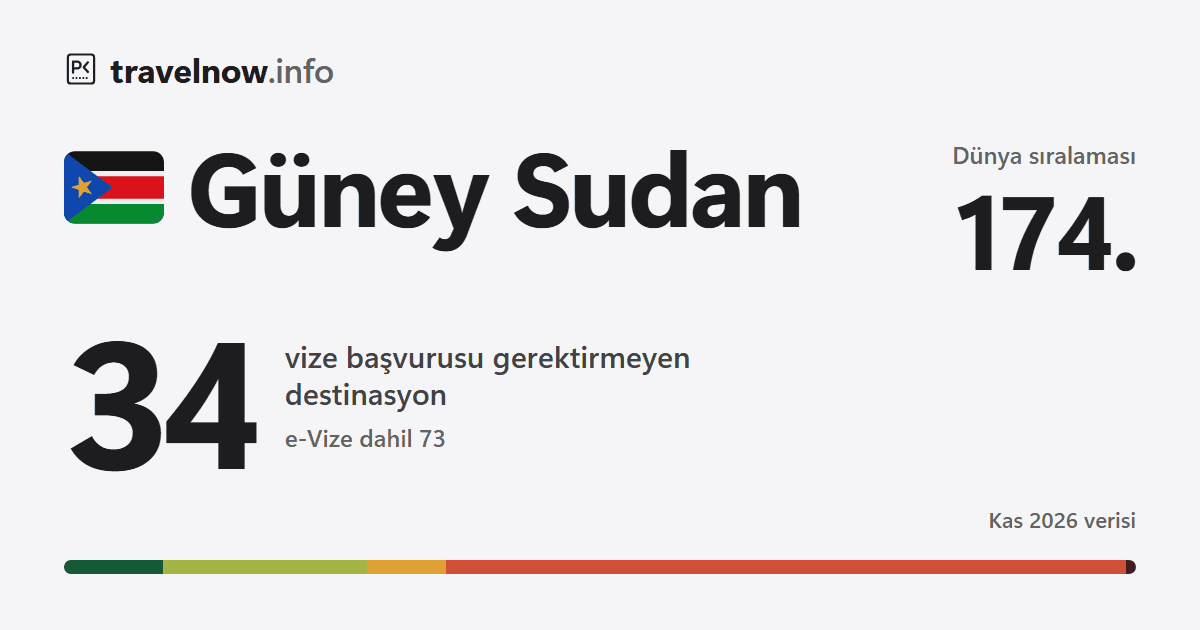 travelnow.info
Güney Sudan
Dünya sıralaması
174.
34
vize başvurusu gerektirmeyen
destinasyon
e-Vize dahil 73
Kas 2026 verisi